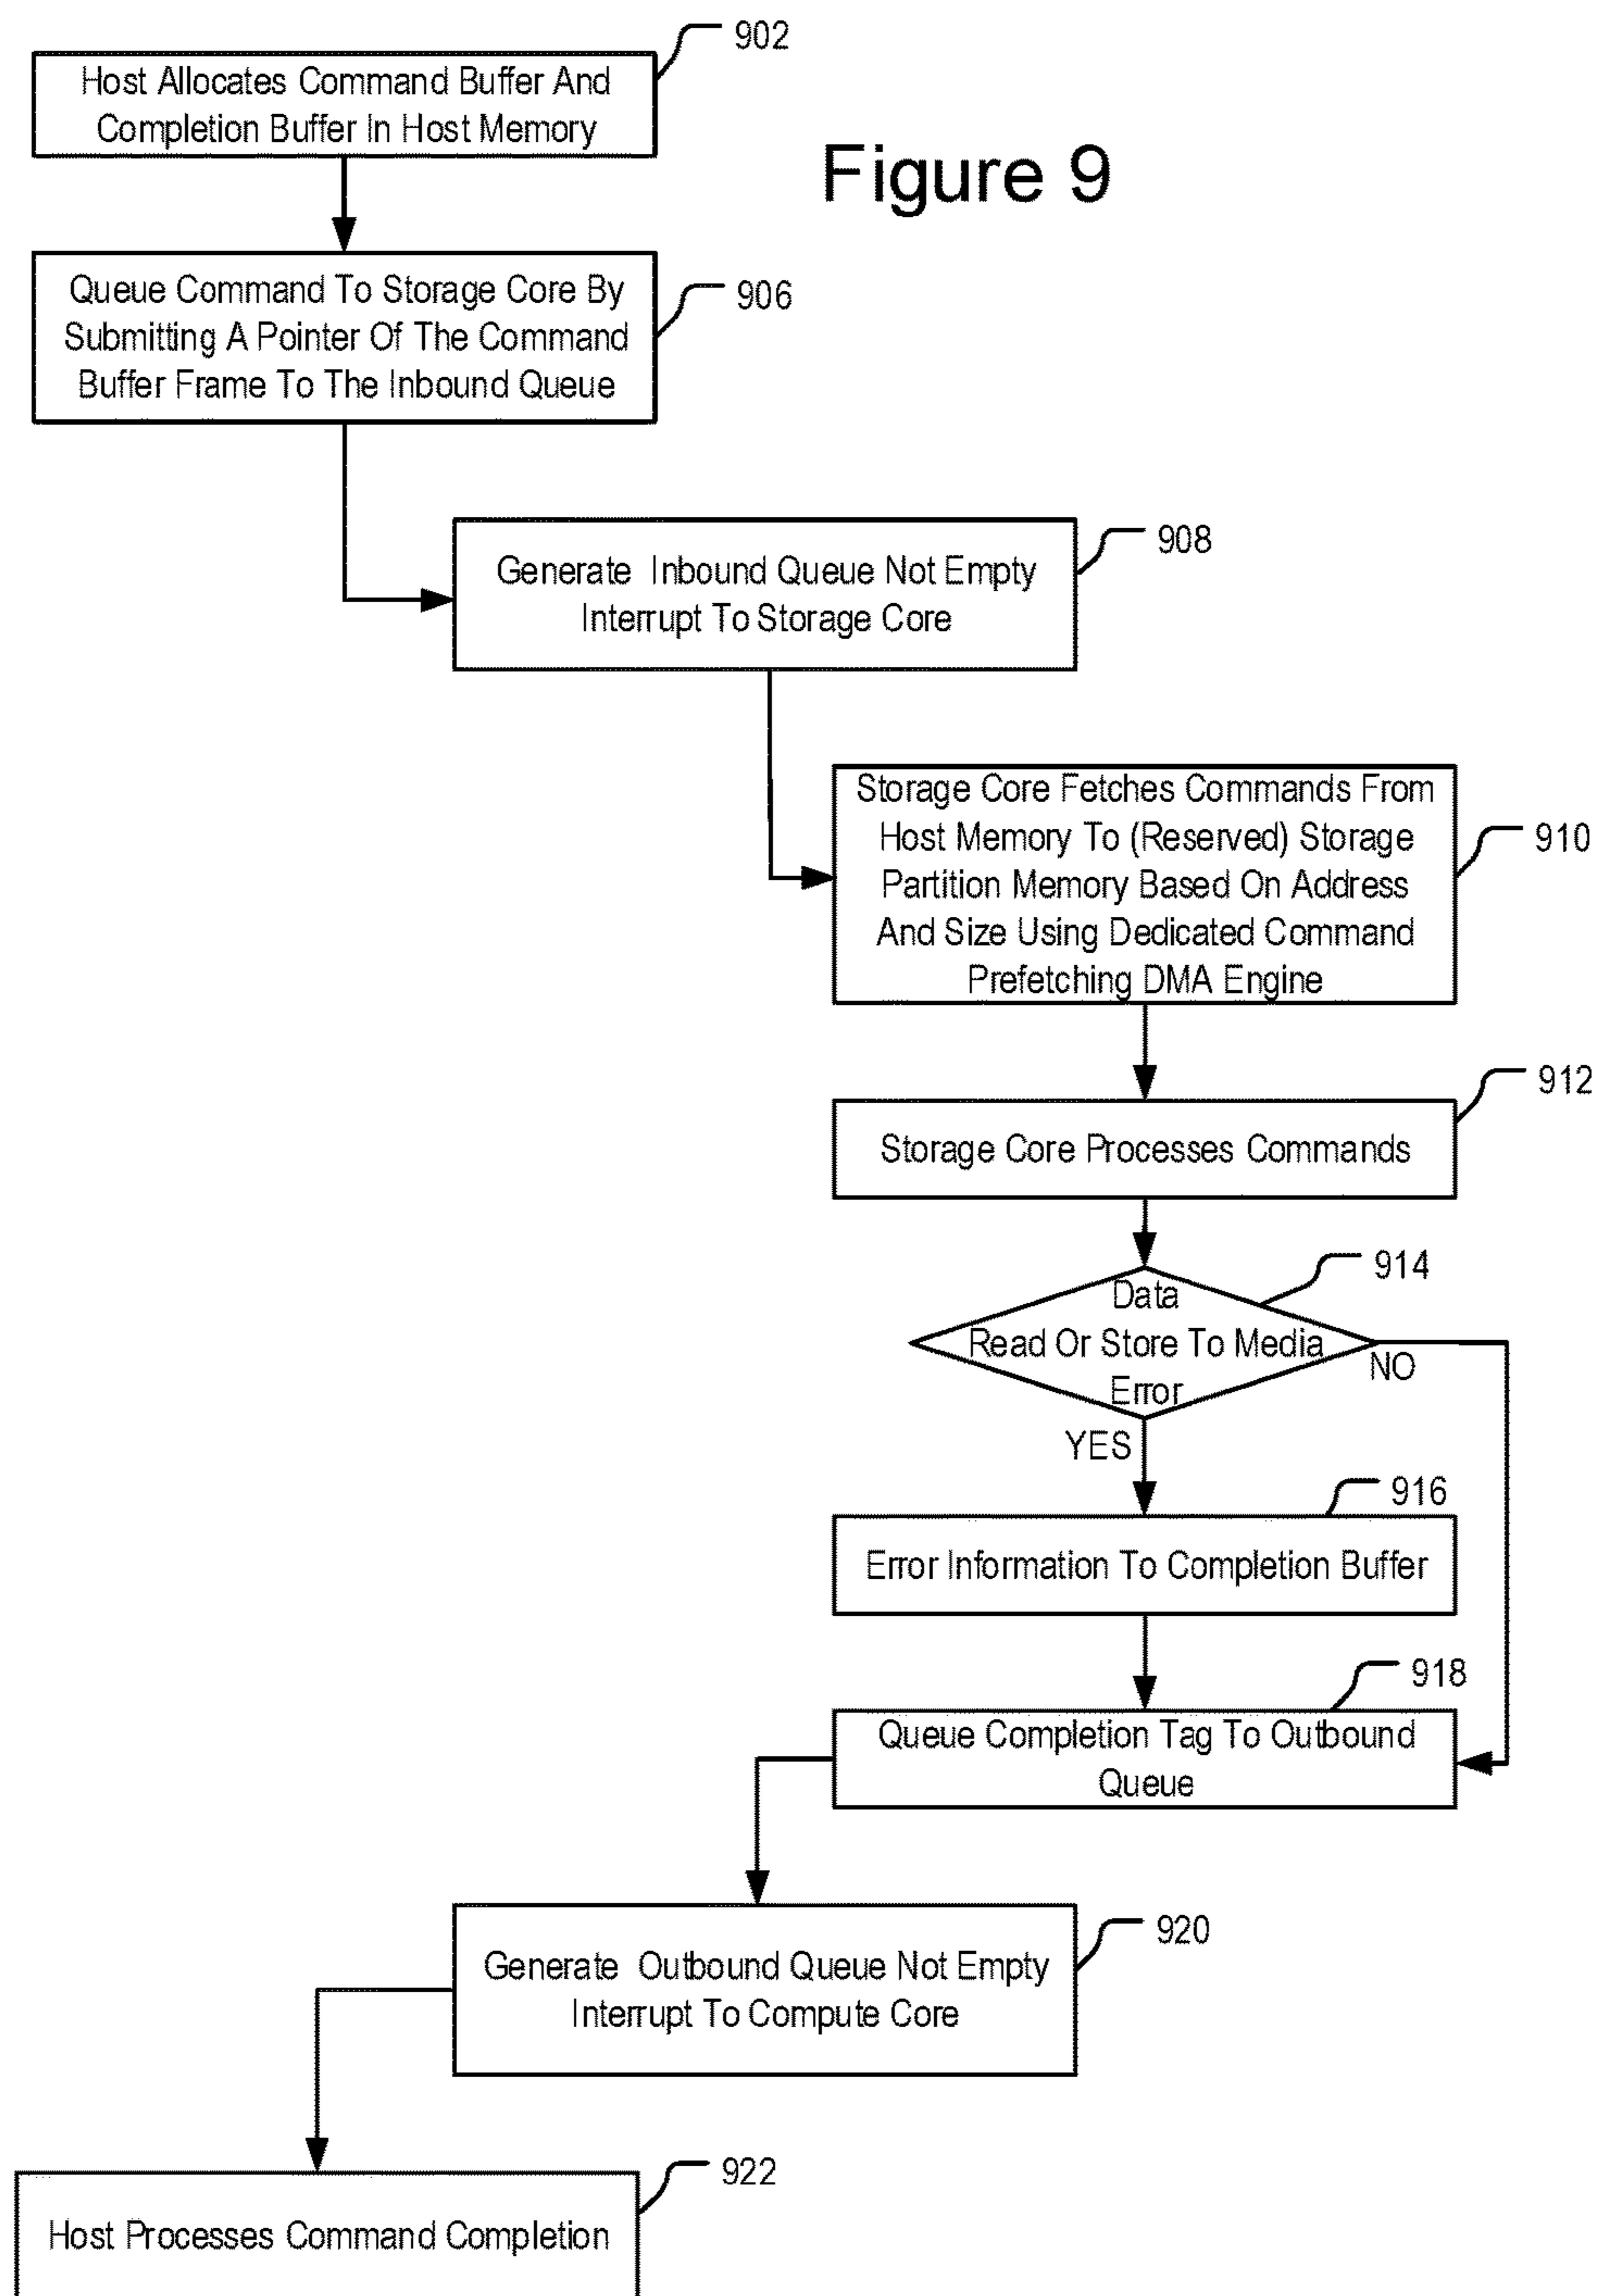 902
Host Allocates Command Buffer And
Completion Buffer In Host Memory
Figure 9
Queue Command To Storage Core By
Submitting A Pointer Of The Command
Buffer Frame To The Inbound Queue
906
908
Generate Inbound Queue Not Empty
Interrupt To Storage Core
Storage Core Fetches Commands From
Host Memory To (Reserved) Storage
Partition Memory Based On Address
And Size Using Dedicated Command
Prefetching DMA Engine
910
912
Storage Core Processes Commands
914
Data
Read Or Store To Media
Error
NO
YES
916
Error Information To Completion Buffer
918
Queue Completion Tag To Outbound
Queue
920
Generate Outbound Queue Not Empty
Interrupt To Compute Core
922
Host Processes Command Completion